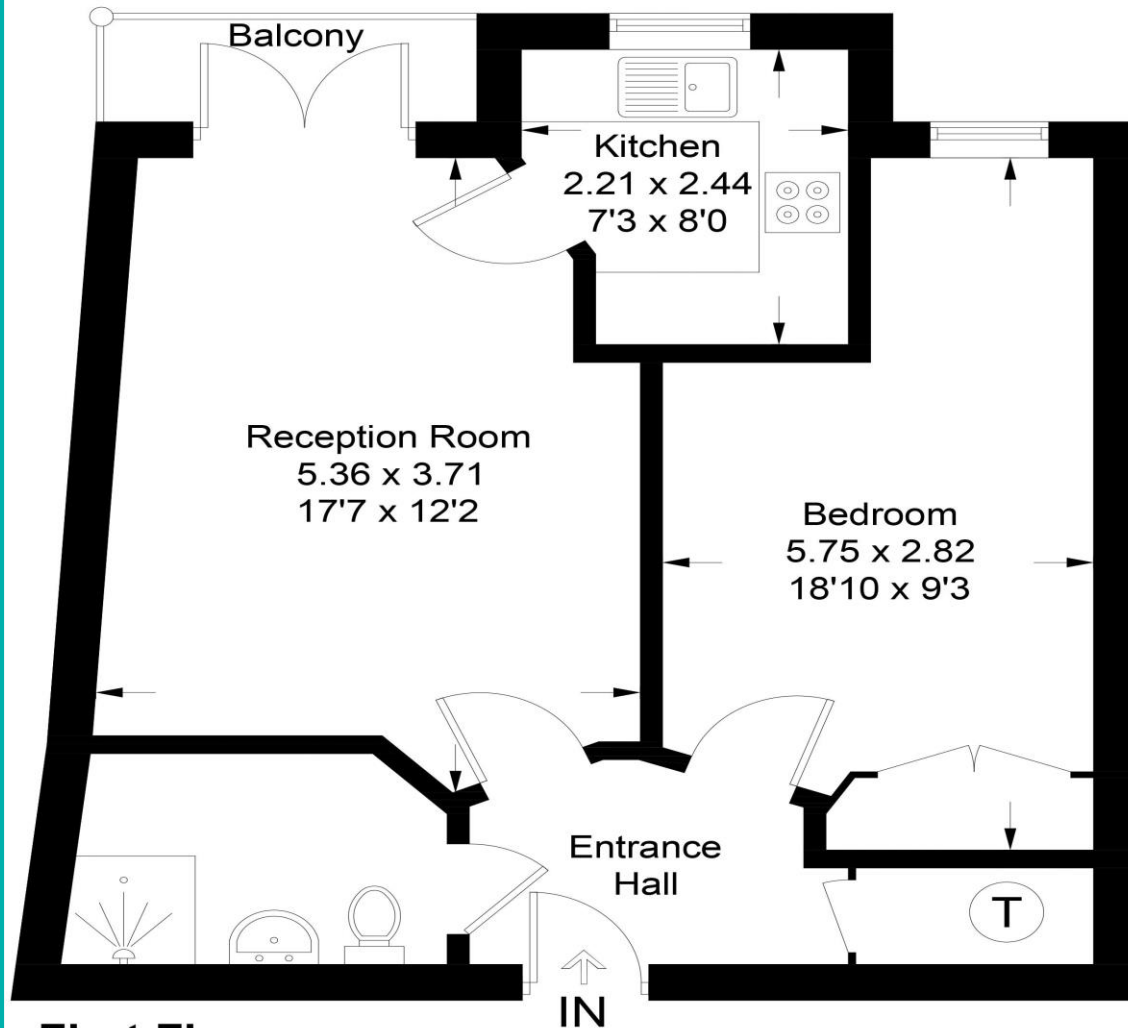 Balcony
Kitchen
2.21 x 2.44
7'3 x 8'0
Reception Room
5.36 x 3.71
17'7 x 12'2
Bedroom
5.75 x 2.82
18'10 x 9'3
Entrance
Hall
T
IN